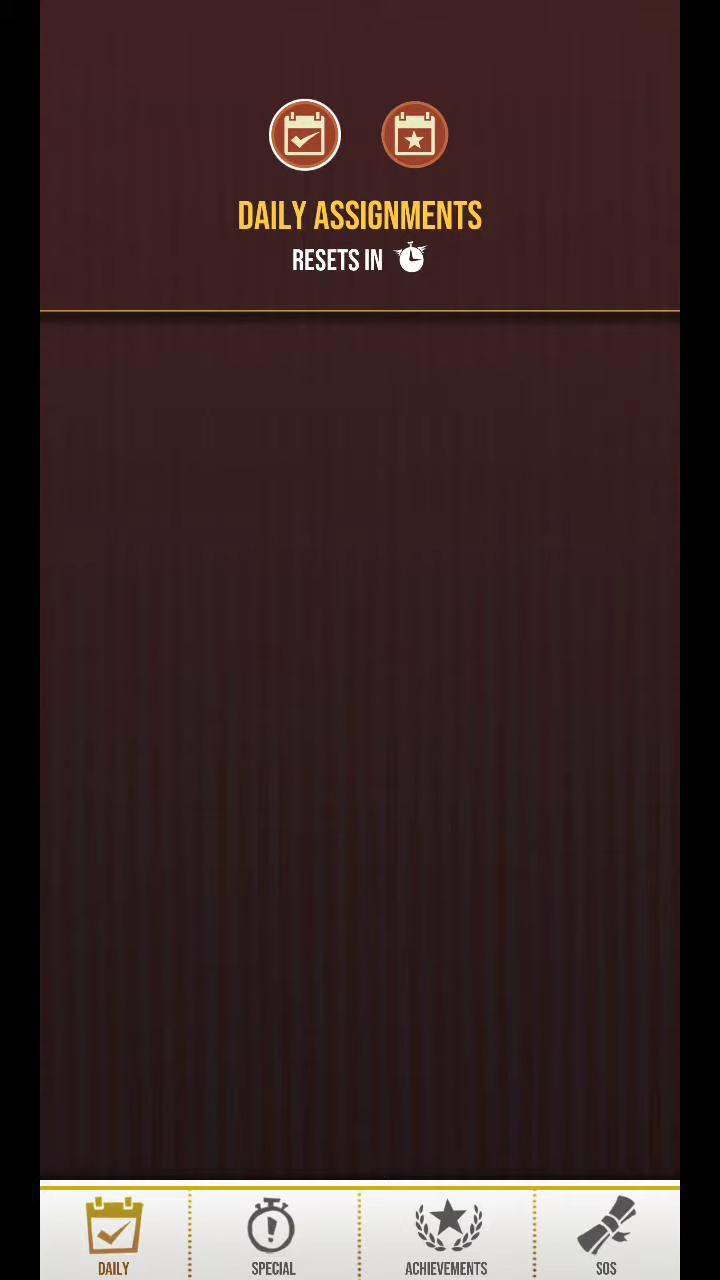 DAILY ASSIGNMENTS
RESETS IN
DAILY
SPECIAL
ACHIEVEMENTS
SOS